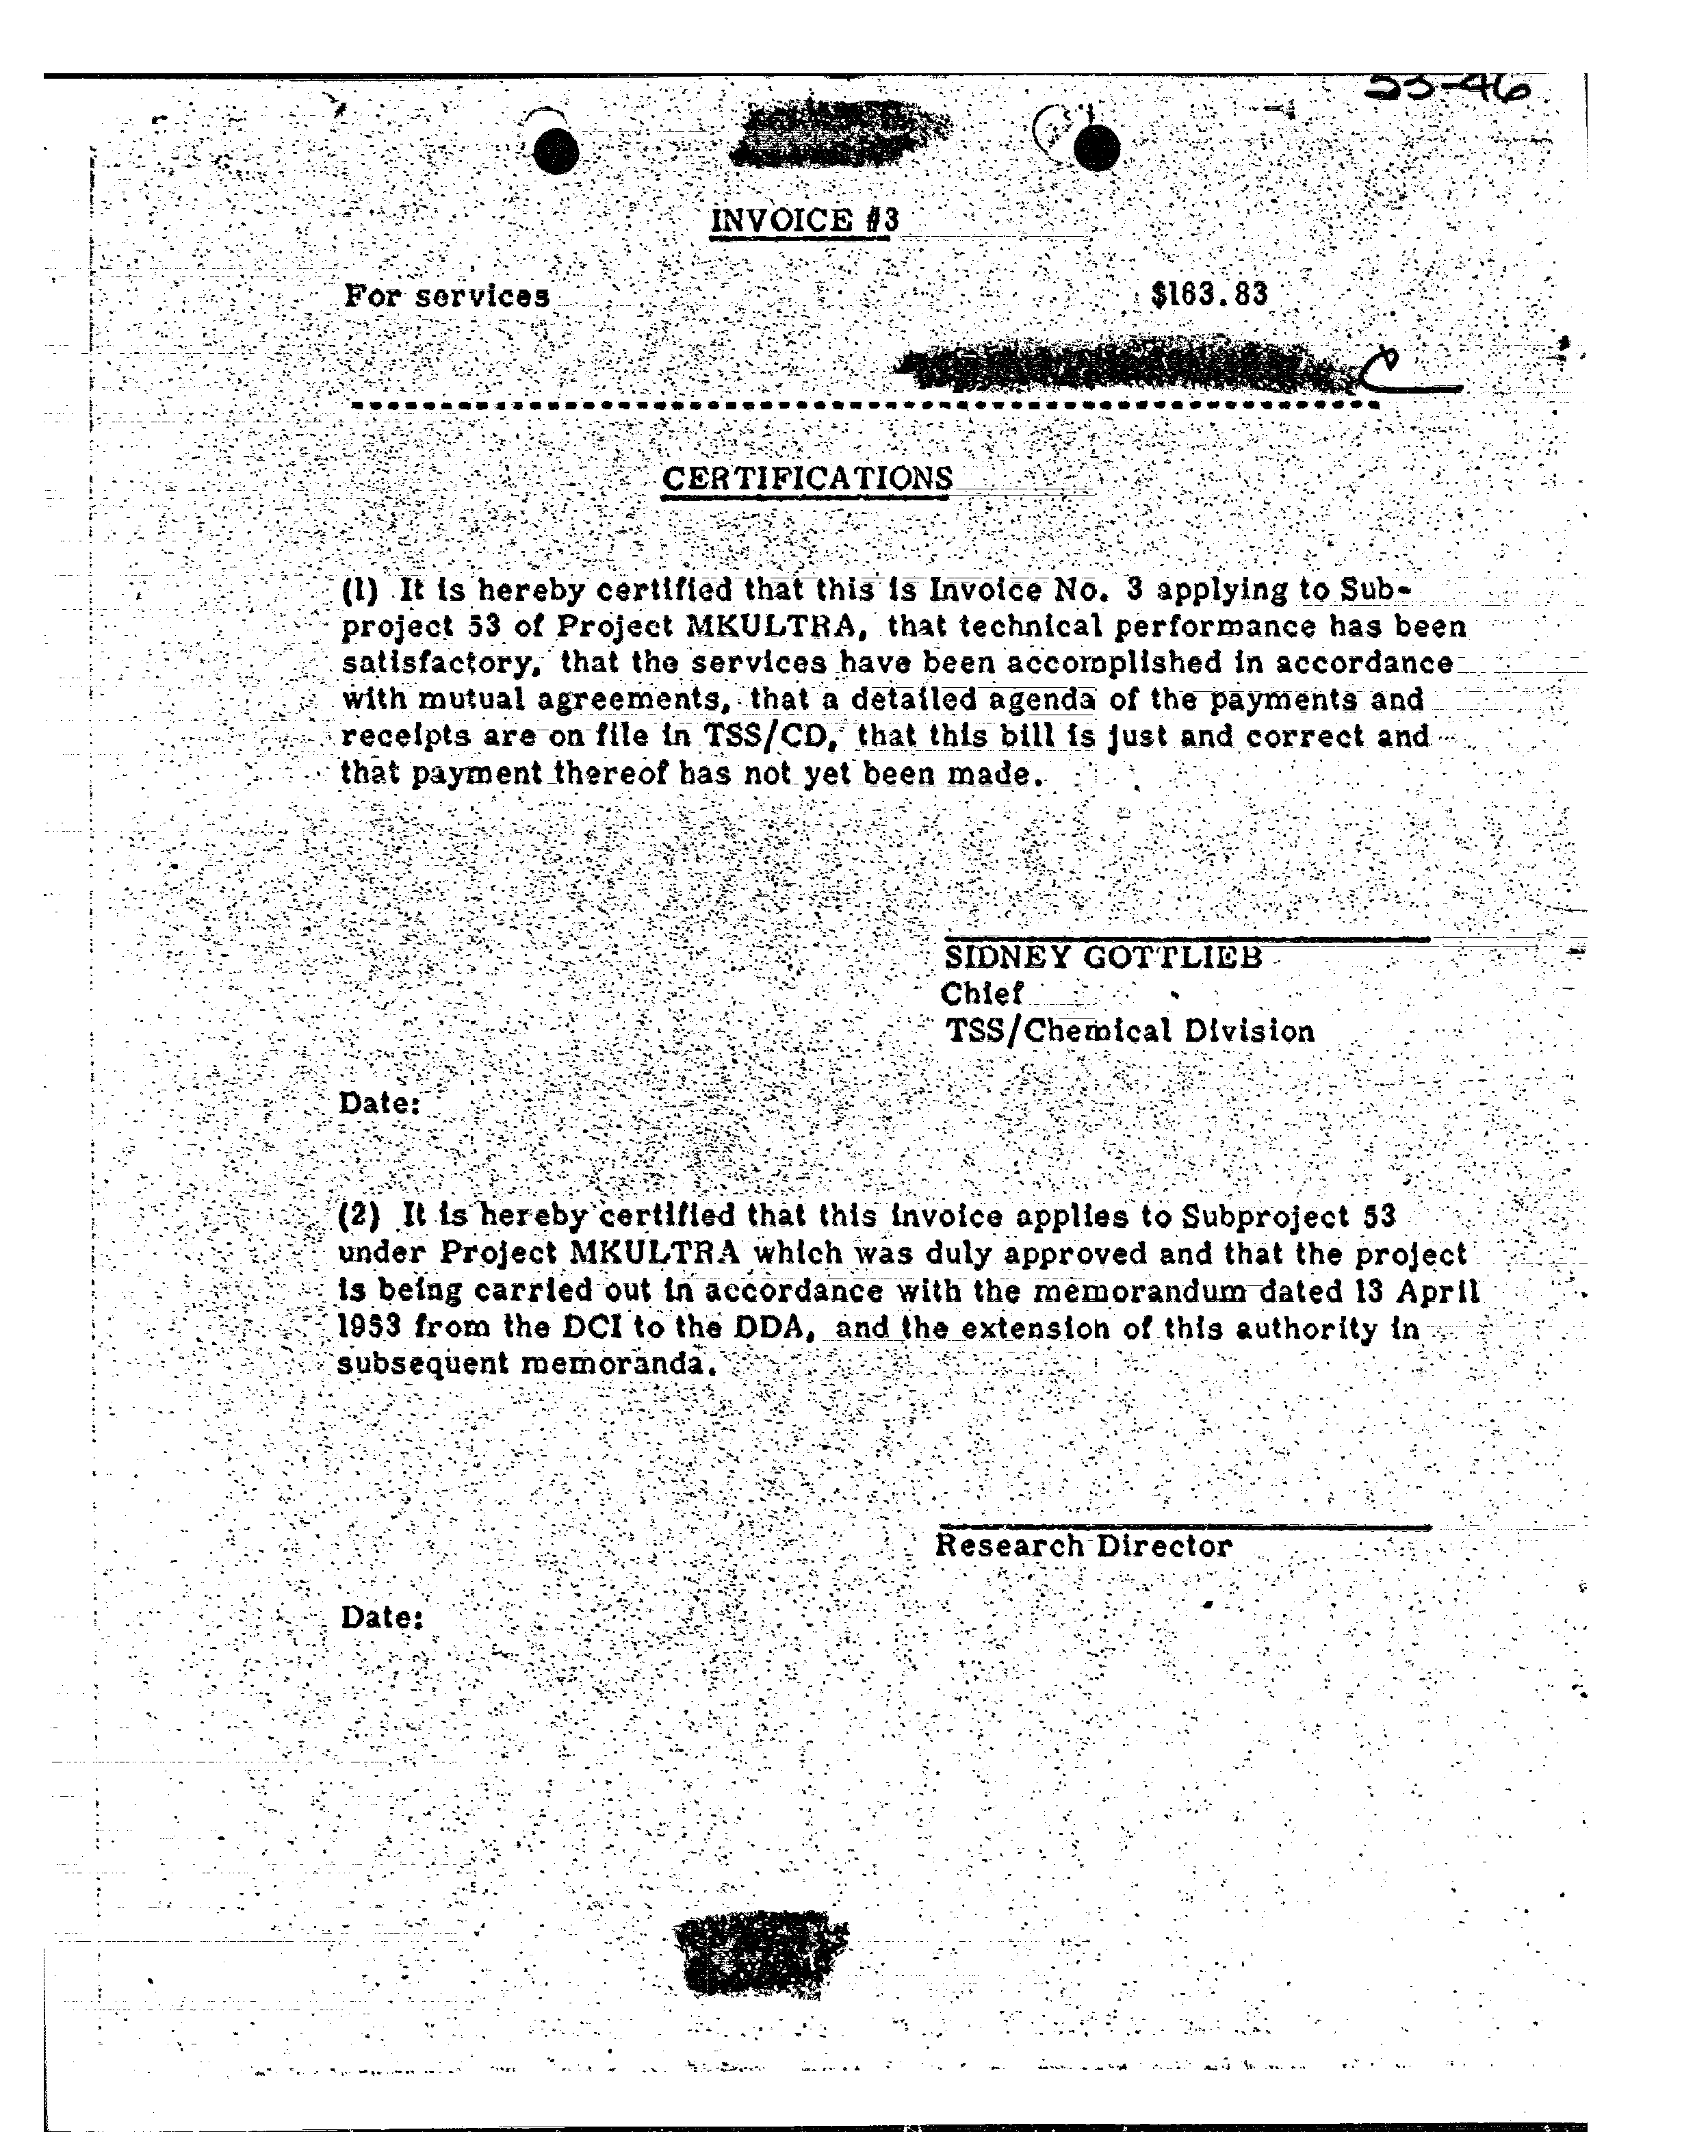 53-46
INVOICE #3
For services $163.83
C
CERTIFICATIONS
(1) It is hereby certified that this is Invoice No. 3 applying to Sub-
project 53 of Project MKULTRA, that technical performance has been
satisfactory, that the services have been accomplished in accordance
with mutual agreements, that a detailed agenda of the payments and
receipts are on file in TSS/CD, that this bill is just and correct and
that payment thereof has not yet been made.
SIDNEY GOTTLIEB
Chief
TSS/Chemical Division
Date:
(2) It is hereby certified that this invoice applies to Subproject 53
under Project MKULTRA which was duly approved and that the project
is being carried out in accordance with the memorandum dated 13 April
1953 from the DCI to the DDA, and the extension of this authority in
subsequent memoranda.
Research Director
Date: